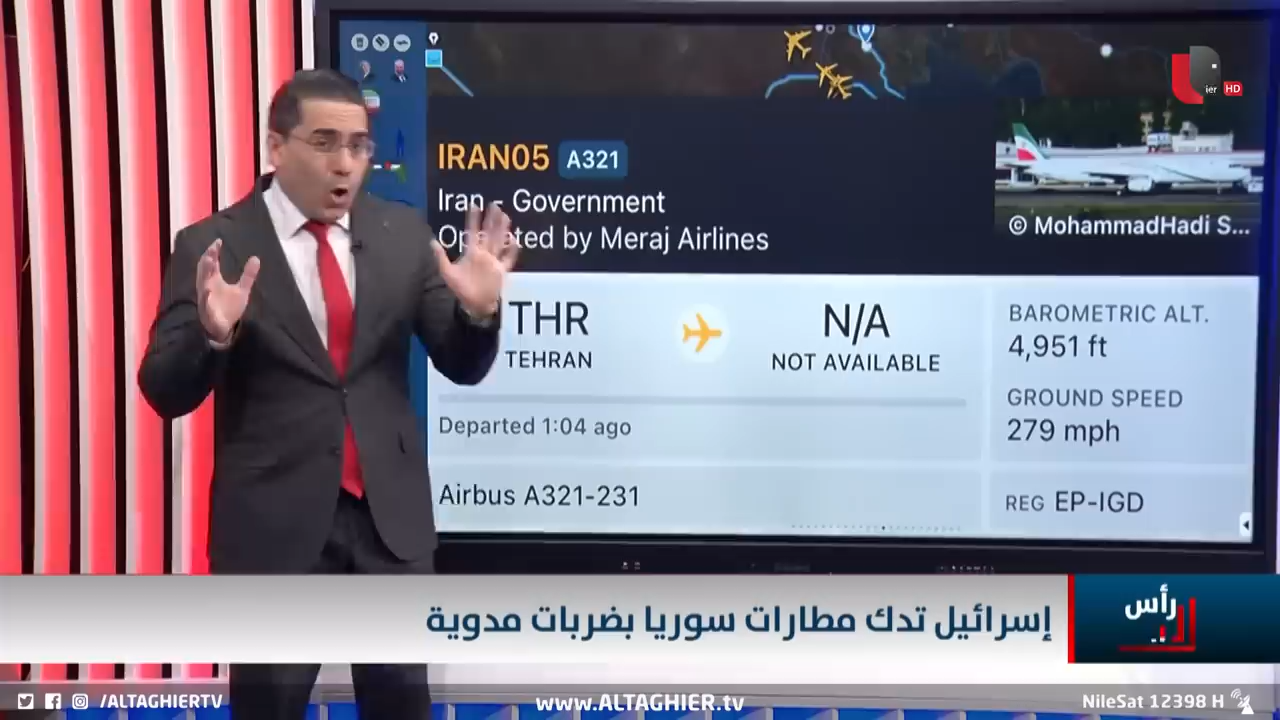 HD
IRAN05 A321
Iran - Government
Operated by Meraj Airlines
© MohammadHadi S...
THR
TEHRAN
N/A
NOT AVAILABLE
BAROMETRIC ALT.
4,951 ft
GROUND SPEED
279 mph
Departed 1:04 ago
Airbus A321-231
REG EP-IGD
إسرائيل تدك مطارات سوريا بضربات مدوية
رأس
/ALTAGHIERTV
www.ALTAGHIER.tv
NileSat 12398 H